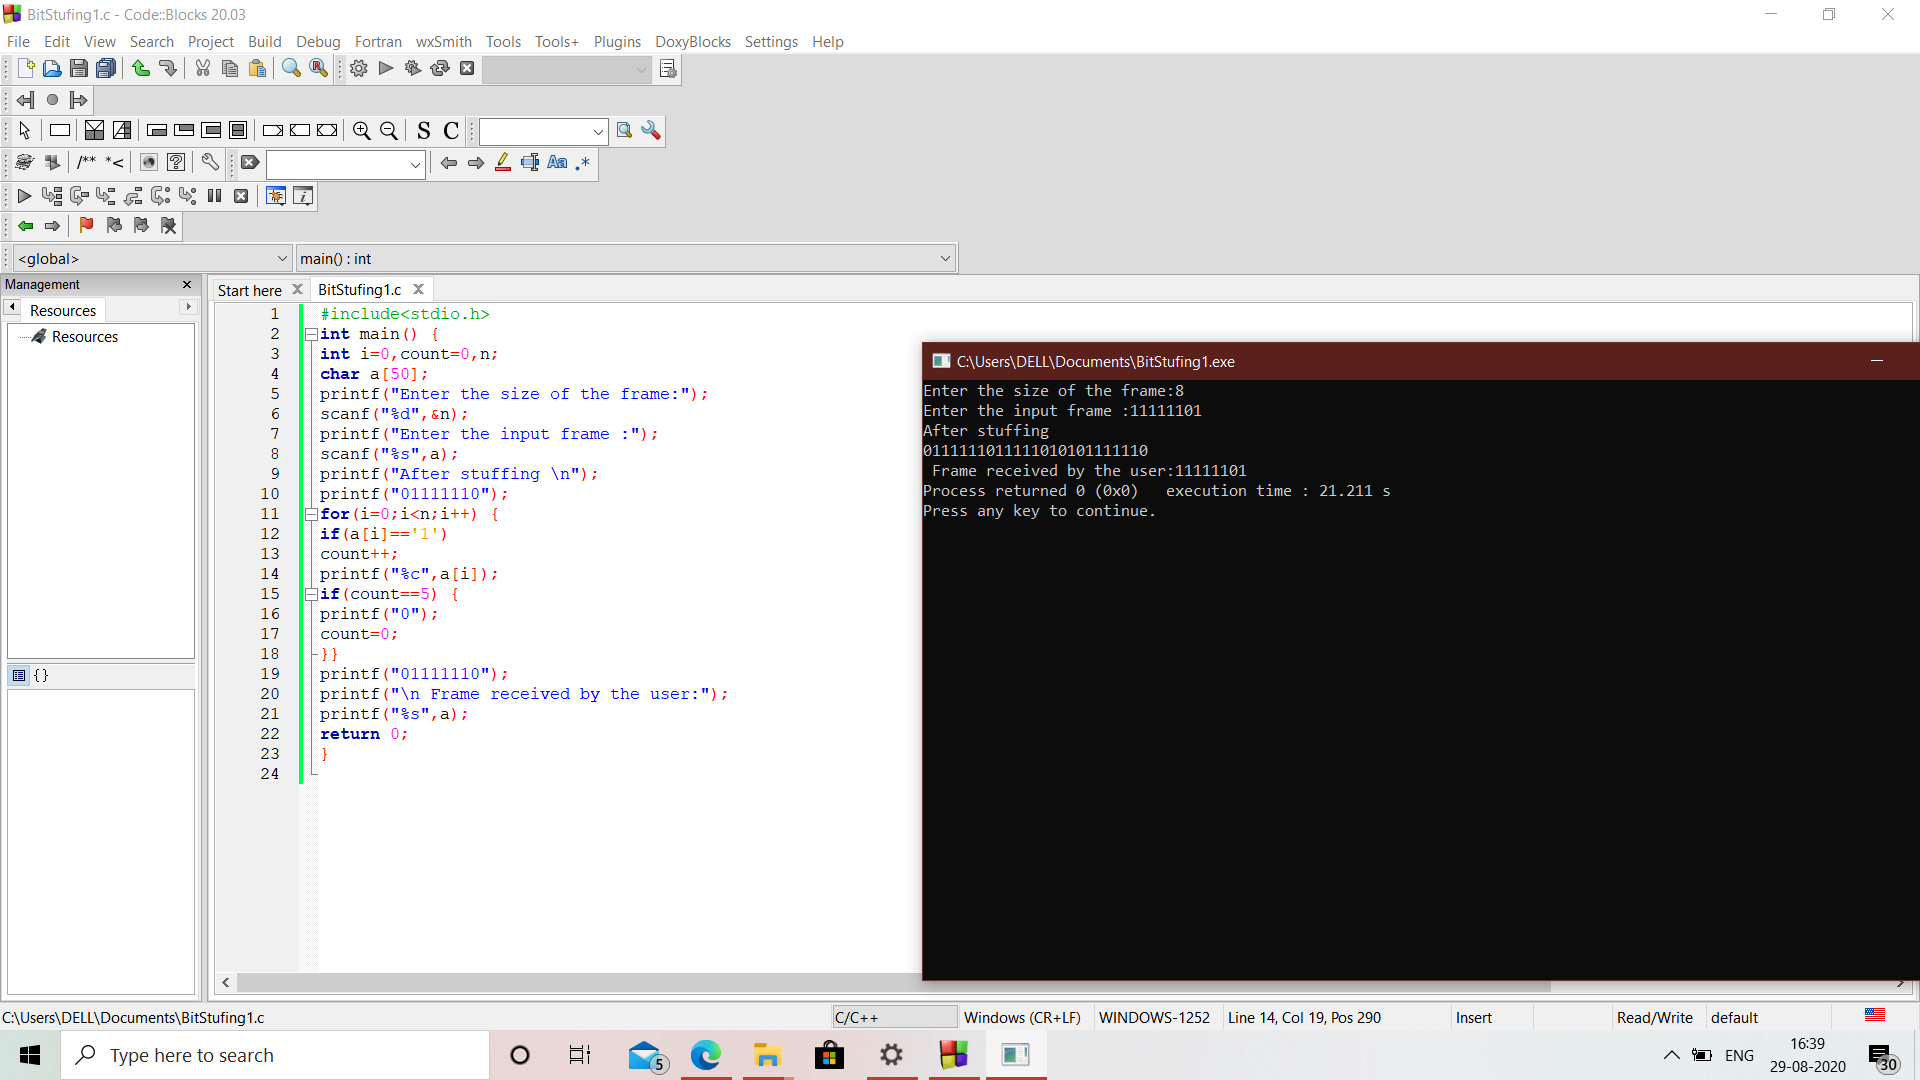 BitStufing1.c - Code::Blocks 20.03
File Edit View Search Project Build Debug Fortran wxSmith Tools Tools+ Plugins DoxyBlocks Settings Help
S C
/** *<
Aa .*
<global> main() : int
Management
Start here BitStufing1.c
Resources
Resources
1 #include<stdio.h>
2 int main() {
3 int i=0,count=0,n;
4 char a[50];
5 printf("Enter the size of the frame:");
6 scanf("%d",&n);
7 printf("Enter the input frame :");
8 scanf("%s",a);
9 printf("After stuffing \n");
10 printf("01111110");
11 for(i=0;i<n;i++) {
12 if(a[i]=='1')
13 count++;
14 printf("%c",a[i]);
15 if(count==5) {
16 printf("0");
17 count=0;
18 }}
19 printf("01111110");
20 printf("\n Frame received by the user:");
21 printf("%s",a);
22 return 0;
23 }
24
{}
C:\Users\DELL\Documents\BitStufing1.exe
Enter the size of the frame:8
Enter the input frame :11111101
After stuffing
0111111011111010101111110
Frame received by the user:11111101
Process returned 0 (0x0) execution time : 21.211 s
Press any key to continue.
C:\Users\DELL\Documents\BitStufing1.c C/C++ Windows (CR+LF) WINDOWS-1252 Line 14, Col 19, Pos 290 Insert Read/Write default
Type here to search
5
ENG
16:39
29-08-2020
30